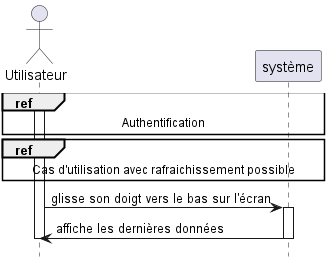 Utilisateur
système
ref
Authentification
ref
Cas d'utilisation avec rafraichissement possible
glisse son doigt vers le bas sur l'écran
affiche les dernières données